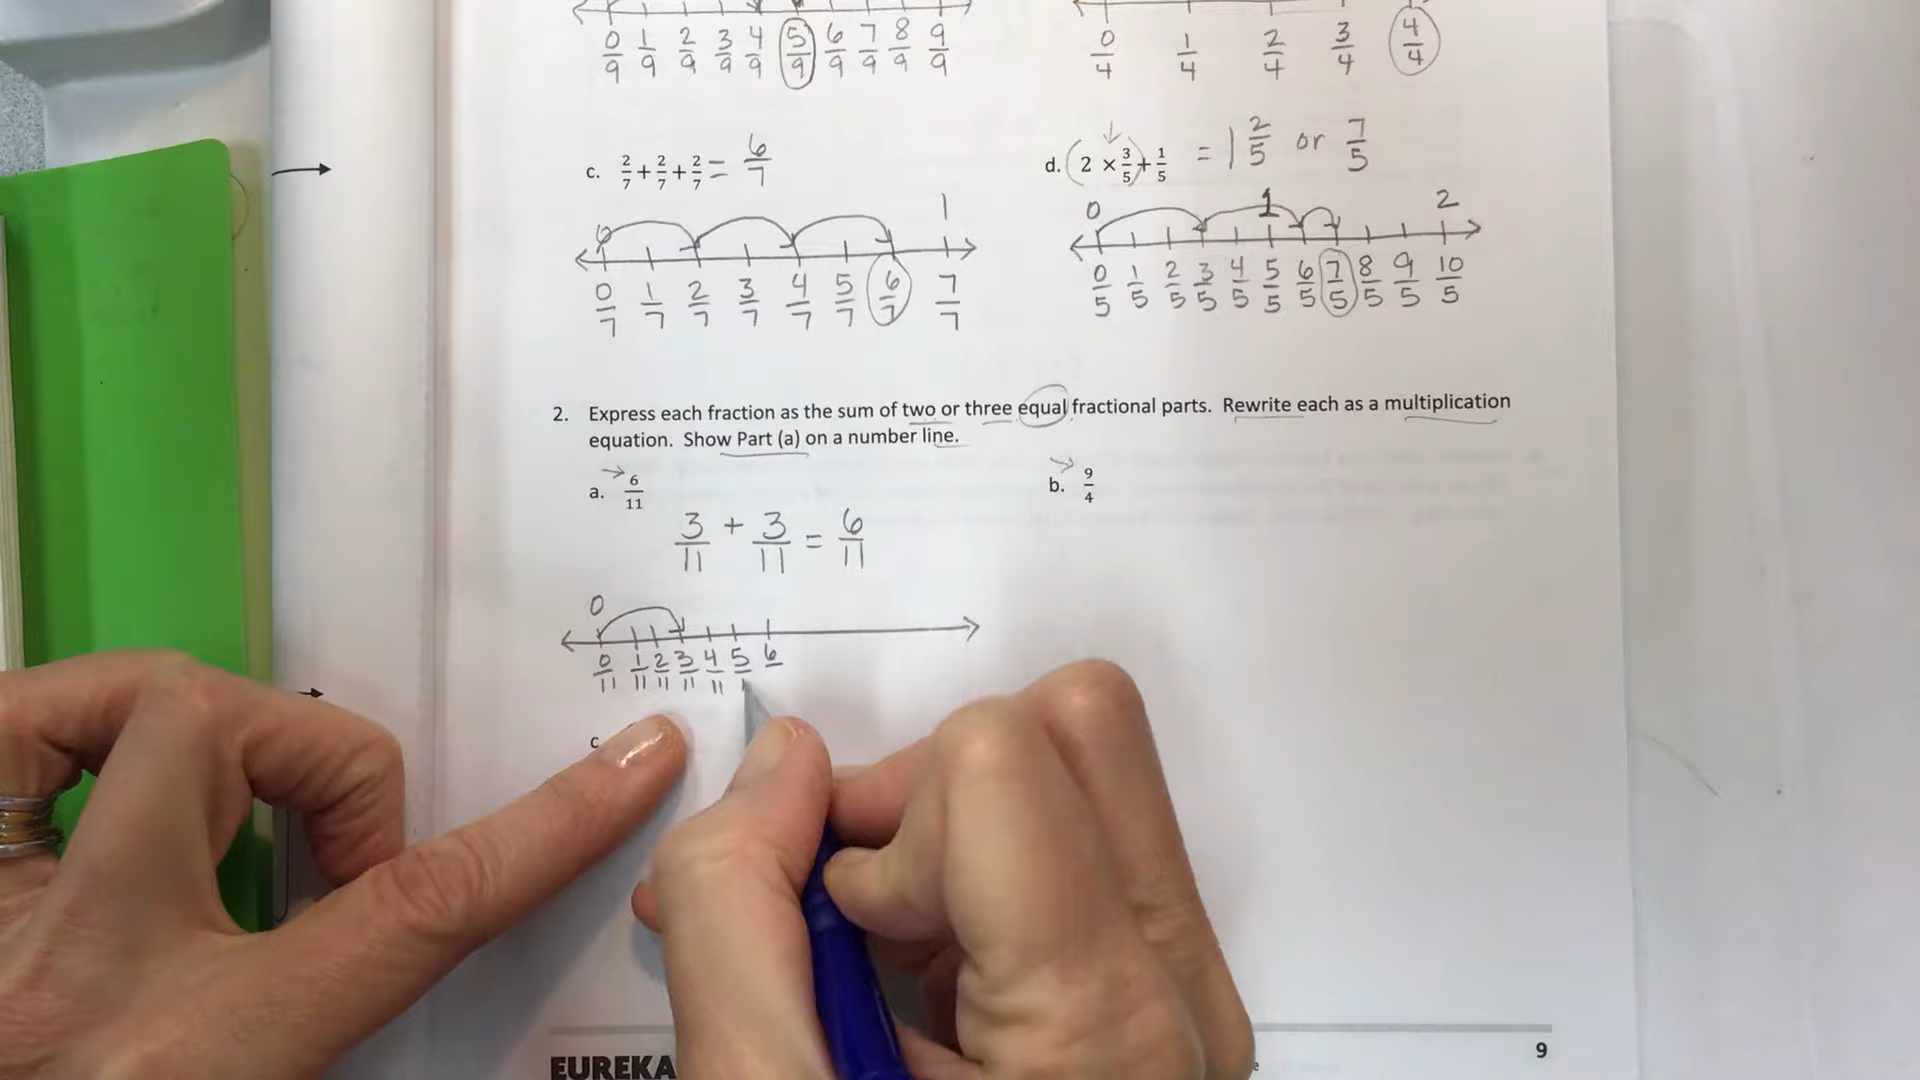 0/9 1/9 2/9 3/9 4/9 5/9 6/9 7/9 8/9 9/9
0/4 1/4 2/4 3/4 4/4
c. 2/7 + 2/7 + 2/7 = 6/7
0 1
0/7 1/7 2/7 3/7 4/7 5/7 6/7 7/7
d. (2 × 3/5) + 1/5 = 1 2/5 or 7/5
0 1 2
0/5 1/5 2/5 3/5 4/5 5/5 6/5 7/5 8/5 9/5 10/5
2. Express each fraction as the sum of two or three equal fractional parts. Rewrite each as a multiplication
equation. Show Part (a) on a number line.
a. 6/11
3/11 + 3/11 = 6/11
0
0/11 1/11 2/11 3/11 4/11 5/1 6
b. 9/4
c
EUREKA
9